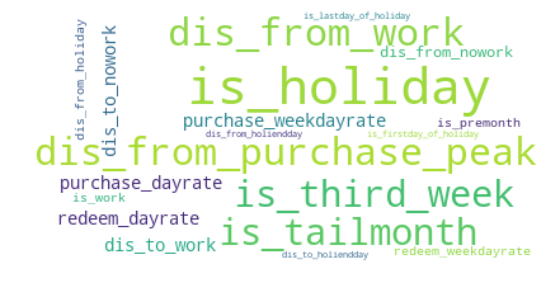 is_lastday_of_holiday
dis_from_work
dis_from_holiday
dis_to_nowork
dis_from_nowork
is_holiday
purchase_weekdayrate
is_premonth
dis_from_holiendday
is_firstday_of_holiday
dis_from_purchase_peak
purchase_dayrate
is_third_week
is_work
redeem_dayrate
is_tailmonth
dis_to_work
dis_to_holiendday
redeem_weekdayrate